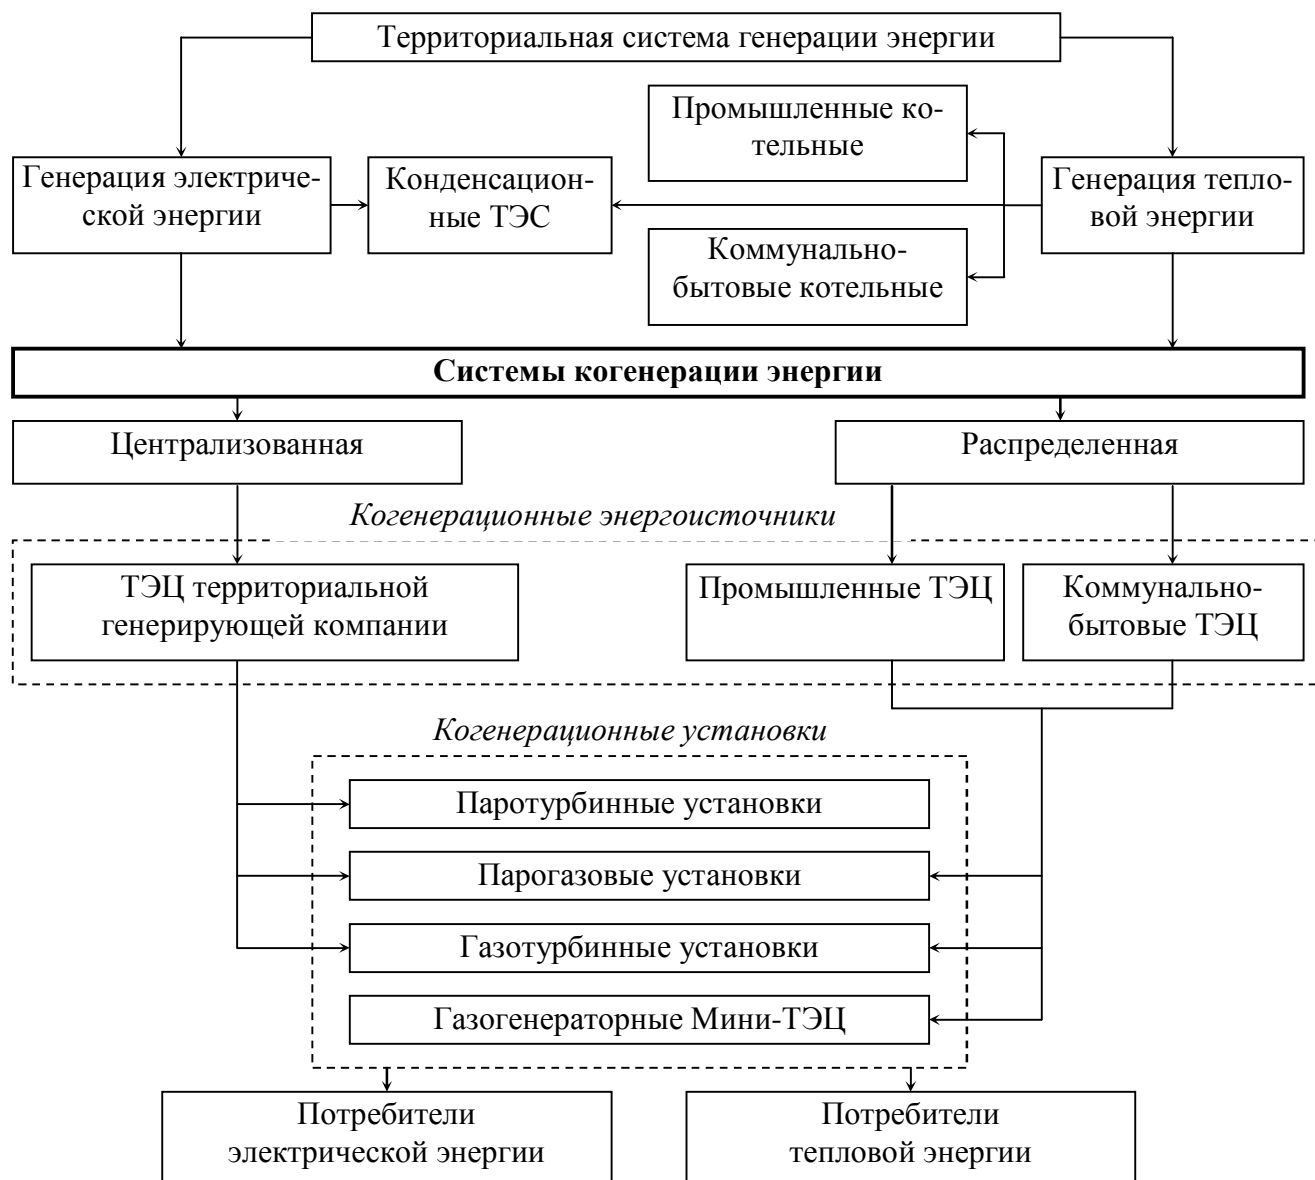 Территориальная система генерации энергии
Промышленные ко-
тельные
Генерация электриче-
ской энергии
Конденсацион-
ные ТЭС
Генерация тепло-
вой энергии
Коммунально-
бытовые котельные
Системы когенерации энергии
Централизованная
Распределенная
Когенерационные энергоисточники
ТЭЦ территориальной
генерирующей компании
Промышленные ТЭЦ
Коммунально-
бытовые ТЭЦ
Когенерационные установки
Паротурбинные установки
Парогазовые установки
Газотурбинные установки
Газогенераторные Мини-ТЭЦ
Потребители
электрической энергии
Потребители
тепловой энергии